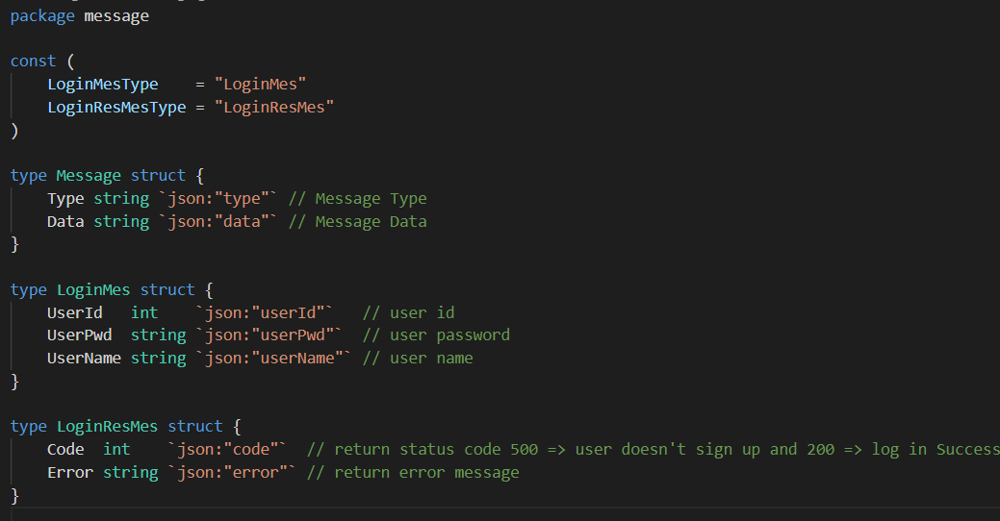 package message
const (
    LoginMesType    = "LoginMes"
    LoginResMesType = "LoginResMes"
)
type Message struct {
    Type string `json:"type"` // Message Type
    Data string `json:"data"` // Message Data
}
type LoginMes struct {
    UserId   int    `json:"userId"`   // user id
    UserPwd  string `json:"userPwd"`  // user password
    UserName string `json:"userName"` // user name
}
type LoginResMes struct {
    Code  int    `json:"code"`  // return status code 500 => user doesn't sign up and 200 => log in Success
    Error string `json:"error"` // return error message
}